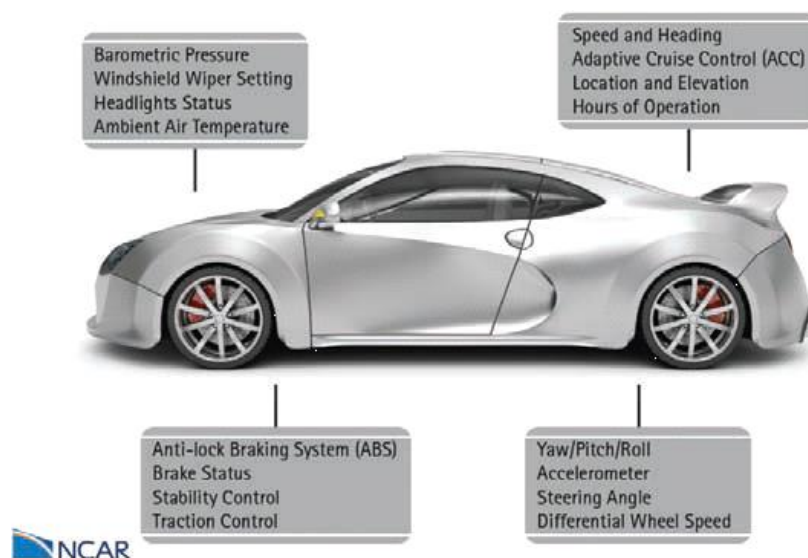 Barometric Pressure
Windshield Wiper Setting
Headlights Status
Ambient Air Temperature
Speed and Heading
Adaptive Cruise Control (ACC)
Location and Elevation
Hours of Operation
Anti-lock Braking System (ABS)
Brake Status
Stability Control
Traction Control
Yaw/Pitch/Roll
Accelerometer
Steering Angle
Differential Wheel Speed
NCAR